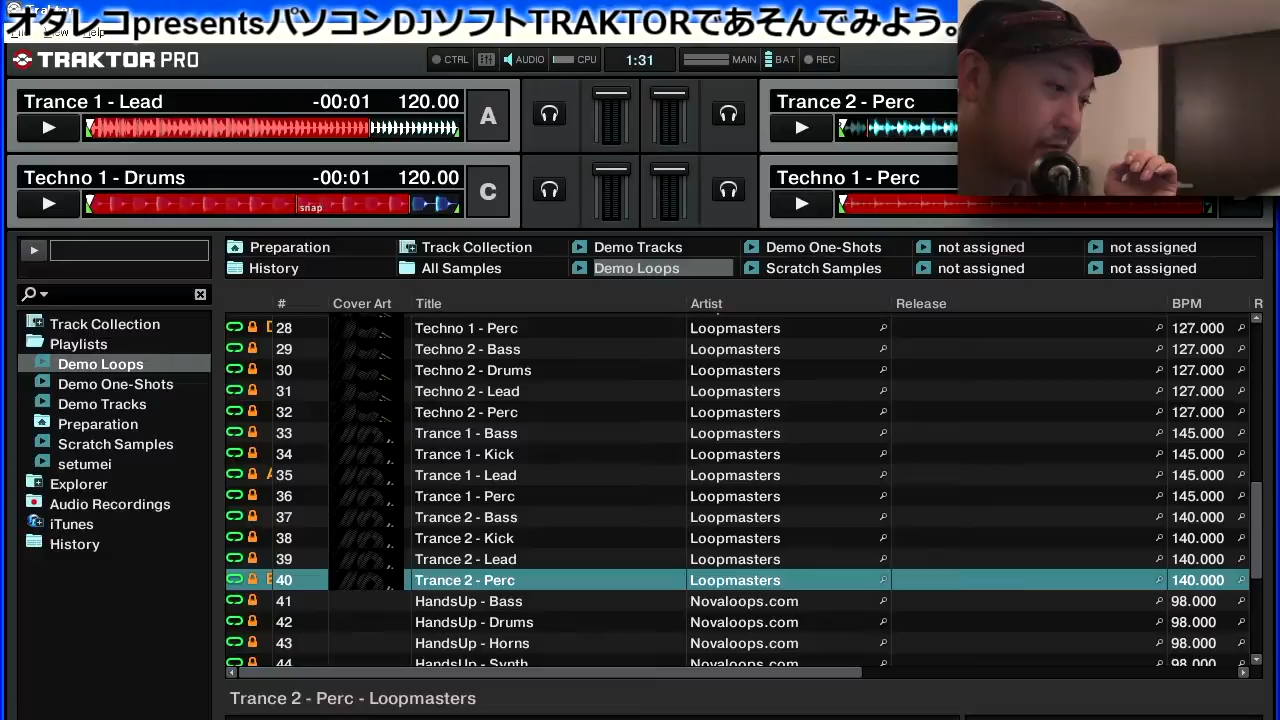 オタレコpresentsパソコンDJソフトTRAKTORであそんでみよう。
TRAKTOR PRO
CTRL AUDIO CPU 1:31 MAIN BAT REC
Trance 1 - Lead -00:01 120.00 A
Trance 2 - Perc
Techno 1 - Drums -00:01 120.00 C
snap
Techno 1 - Perc
Preparation Track Collection Demo Tracks Demo One-Shots not assigned not assigned
History All Samples Demo Loops Scratch Samples not assigned not assigned
Track Collection
Playlists
Demo Loops
Demo One-Shots
Demo Tracks
Preparation
Scratch Samples
setumei
Explorer
Audio Recordings
iTunes
History
# Cover Art Title Artist Release BPM R
28 Techno 1 - Perc Loopmasters 127.000
29 Techno 2 - Bass Loopmasters 127.000
30 Techno 2 - Drums Loopmasters 127.000
31 Techno 2 - Lead Loopmasters 127.000
32 Techno 2 - Perc Loopmasters 127.000
33 Trance 1 - Bass Loopmasters 145.000
34 Trance 1 - Kick Loopmasters 145.000
35 Trance 1 - Lead Loopmasters 145.000
36 Trance 1 - Perc Loopmasters 145.000
37 Trance 2 - Bass Loopmasters 140.000
38 Trance 2 - Kick Loopmasters 140.000
39 Trance 2 - Lead Loopmasters 140.000
40 Trance 2 - Perc Loopmasters 140.000
41 HandsUp - Bass Novaloops.com 98.000
42 HandsUp - Drums Novaloops.com 98.000
43 HandsUp - Horns Novaloops.com 98.000
44 HandsUp - Synth Novaloops.com 98.000
Trance 2 - Perc - Loopmasters